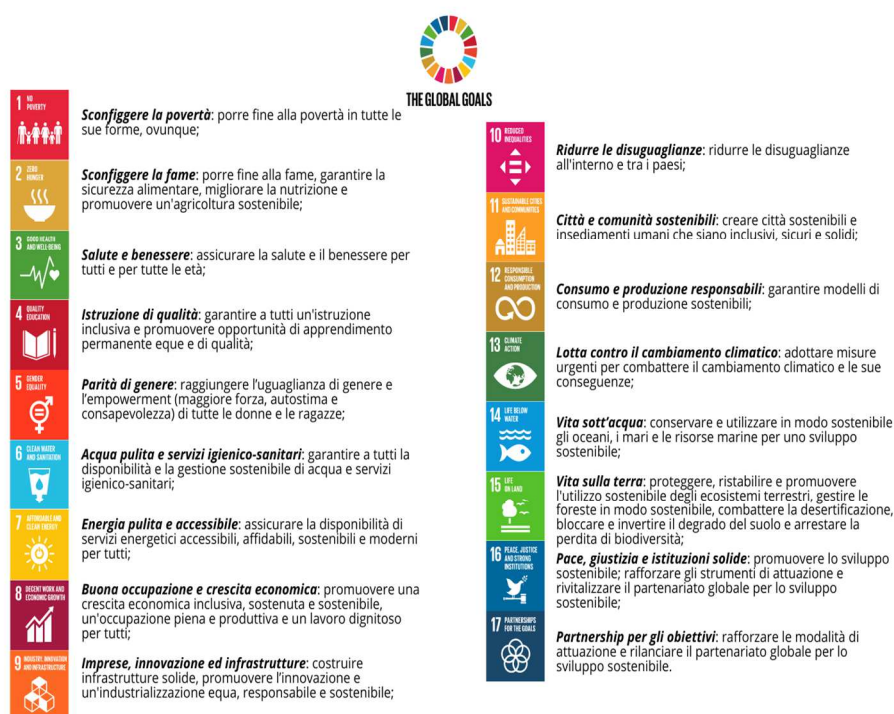 THE GLOBAL GOALS
1 NO
POVERTY
Sconfiggere la povertà: porre fine alla povertà in tutte le
sue forme, ovunque;
2 ZERO
HUNGER
Sconfiggere la fame: porre fine alla fame, garantire la
sicurezza alimentare, migliorare la nutrizione e
promuovere un'agricoltura sostenibile;
3 GOOD HEALTH
AND WELL-BEING
Salute e benessere: assicurare la salute e il benessere per
tutti e per tutte le età;
4 QUALITY
EDUCATION
Istruzione di qualità: garantire a tutti un'istruzione
inclusiva e promuovere opportunità di apprendimento
permanente eque e di qualità;
5 GENDER
EQUALITY
Parità di genere: raggiungere l’uguaglianza di genere e
l’empowerment (maggiore forza, autostima e
consapevolezza) di tutte le donne e le ragazze;
6 CLEAN WATER
AND SANITATION
Acqua pulita e servizi igienico-sanitari: garantire a tutti la
disponibilità e la gestione sostenibile di acqua e servizi
igienico-sanitari;
7 AFFORDABLE AND
CLEAN ENERGY
Energia pulita e accessibile: assicurare la disponibilità di
servizi energetici accessibili, affidabili, sostenibili e moderni
per tutti;
8 DECENT WORK AND
ECONOMIC GROWTH
Buona occupazione e crescita economica: promuovere una
crescita economica inclusiva, sostenuta e sostenibile,
un'occupazione piena e produttiva e un lavoro dignitoso
per tutti;
9 INDUSTRY, INNOVATION
AND INFRASTRUCTURE
Imprese, innovazione ed infrastrutture: costruire
infrastrutture solide, promuovere l’innovazione e
un'industrializzazione equa, responsabile e sostenibile;
10 REDUCED
INEQUALITIES
Ridurre le disuguaglianze: ridurre le disuguaglianze
all'interno e tra i paesi;
11 SUSTAINABLE CITIES
AND COMMUNITIES
Città e comunità sostenibili: creare città sostenibili e
insediamenti umani che siano inclusivi, sicuri e solidi;
12 RESPONSIBLE
CONSUMPTION
AND PRODUCTION
Consumo e produzione responsabili: garantire modelli di
consumo e produzione sostenibili;
13 CLIMATE
ACTION
Lotta contro il cambiamento climatico: adottare misure
urgenti per combattere il cambiamento climatico e le sue
conseguenze;
14 LIFE BELOW
WATER
Vita sott’acqua: conservare e utilizzare in modo sostenibile
gli oceani, i mari e le risorse marine per uno sviluppo
sostenibile;
15 LIFE
ON LAND
Vita sulla terra: proteggere, ristabilire e promuovere
l'utilizzo sostenibile degli ecosistemi terrestri, gestire le
foreste in modo sostenibile, combattere la desertificazione,
bloccare e invertire il degrado del suolo e arrestare la
perdita di biodiversità;
16 PEACE, JUSTICE
AND STRONG
INSTITUTIONS
Pace, giustizia e istituzioni solide: promuovere lo sviluppo
sostenibile; rafforzare gli strumenti di attuazione e
rivitalizzare il partenariato globale per lo sviluppo
sostenibile;
17 PARTNERSHIPS
FOR THE GOALS
Partnership per gli obiettivi: rafforzare le modalità di
attuazione e rilanciare il partenariato globale per lo
sviluppo sostenibile.